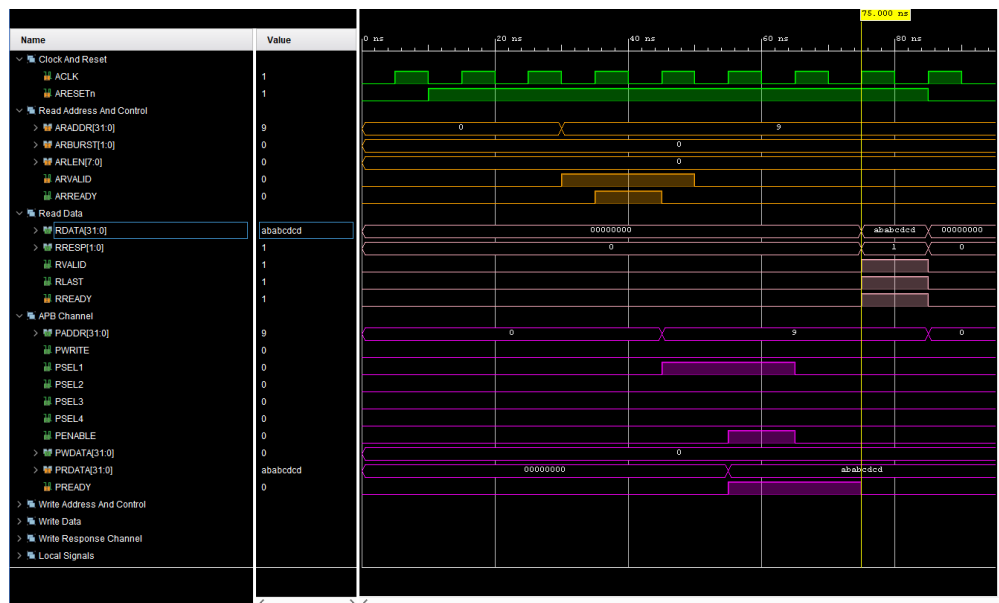 75.000 ns
Name Value 0 ns 20 ns 40 ns 60 ns 80 ns
Clock And Reset
ACLK 1
ARESETn 1
Read Address And Control
ARADDR[31:0] 9 0 9
ARBURST[1:0] 0 0
ARLEN[7:0] 0 0
ARVALID 0
ARREADY 0
Read Data
RDATA[31:0] ababcdcd 00000000 ababcdcd 00000000
RRESP[1:0] 1 0 1 0
RVALID 1
RLAST 1
RREADY 1
APB Channel
PADDR[31:0] 9 0 9 0
PWRITE 0
PSEL1 0
PSEL2 0
PSEL3 0
PSEL4 0
PENABLE 0
PWDATA[31:0] 0 0
PRDATA[31:0] ababcdcd 00000000 ababcdcd
PREADY 0
Write Address And Control
Write Data
Write Response Channel
Local Signals